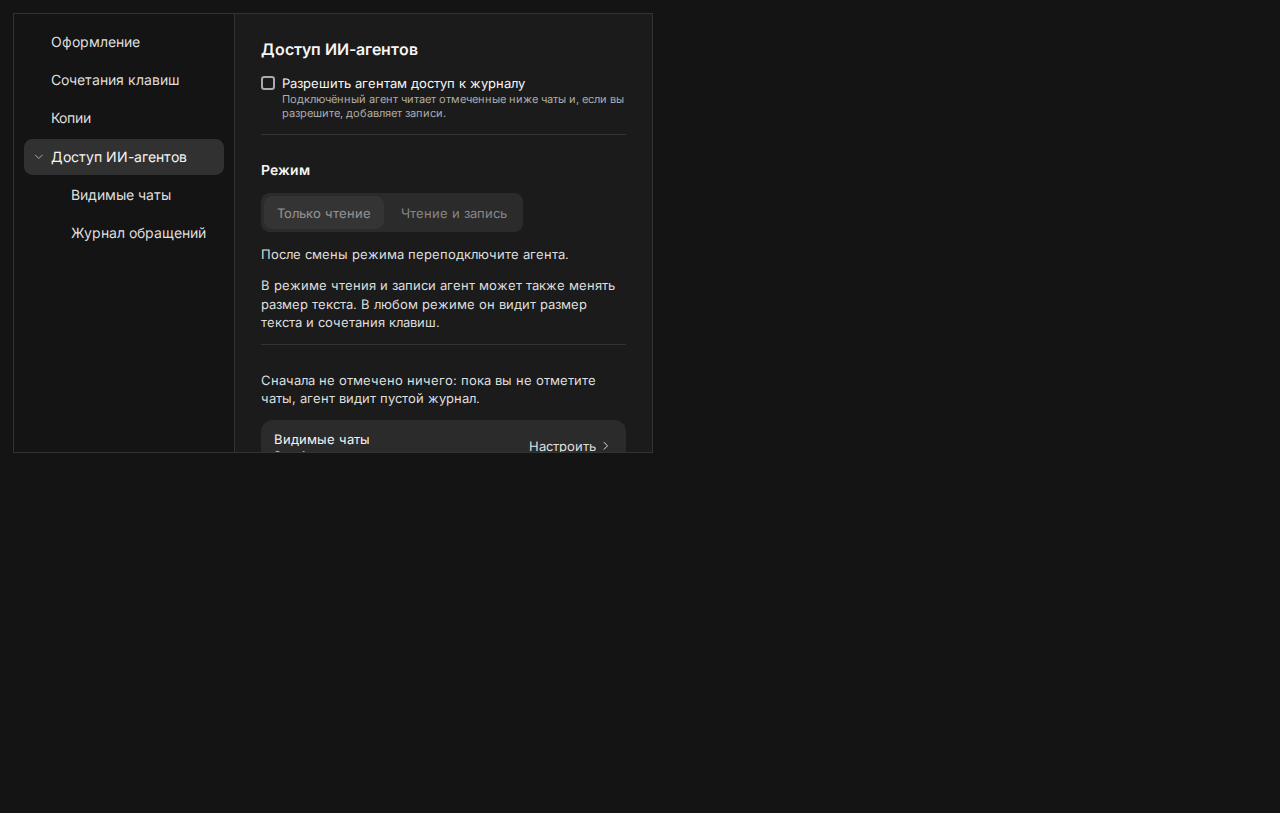 Оформление
Сочетания клавиш
Копии
Доступ ИИ-агентов
Видимые чаты
Журнал обращений
Доступ ИИ-агентов
Разрешить агентам доступ к журналу
Подключённый агент читает отмеченные ниже чаты и, если вы
разрешите, добавляет записи.
Режим
Только чтение
Чтение и запись
После смены режима переподключите агента.
В режиме чтения и записи агент может также менять
размер текста. В любом режиме он видит размер
текста и сочетания клавиш.
Сначала не отмечено ничего: пока вы не отметите
чаты, агент видит пустой журнал.
Видимые чаты
Настроить